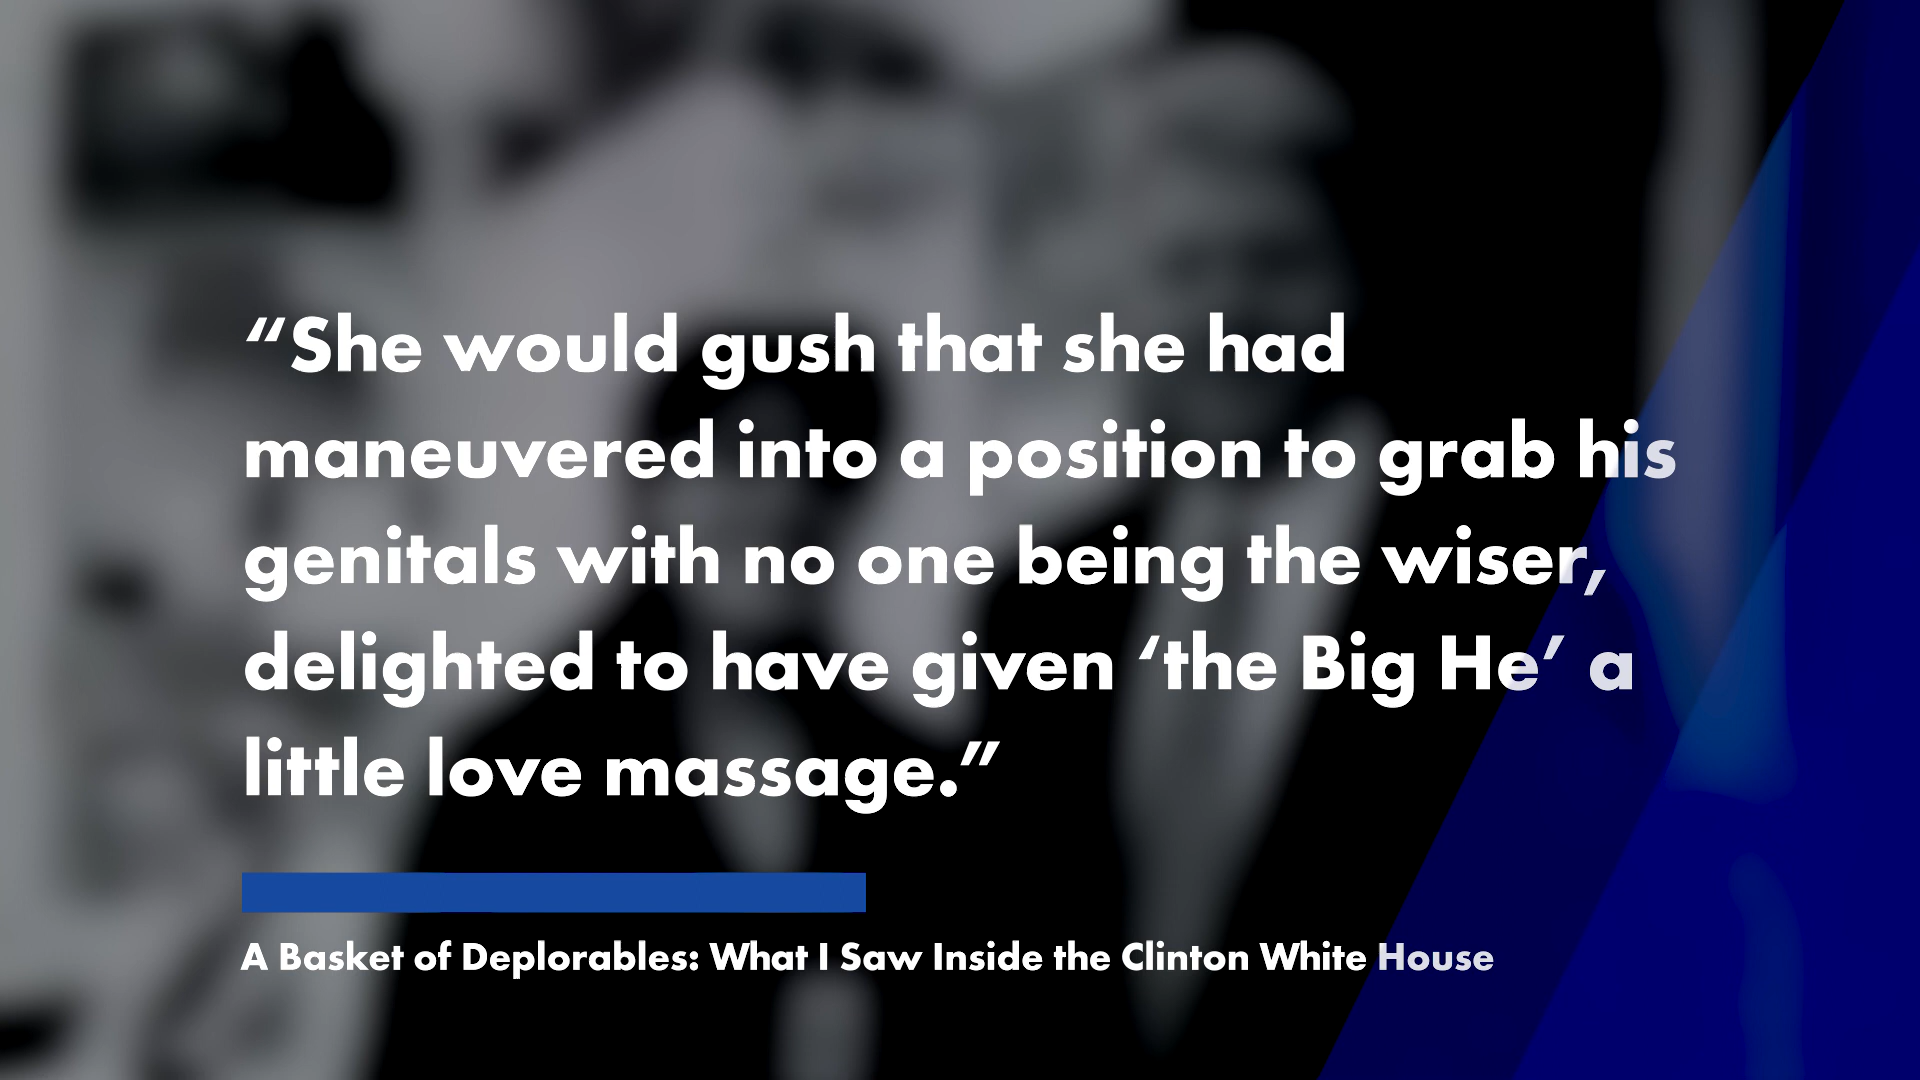 “She would gush that she had
maneuvered into a position to grab his
genitals with no one being the wiser,
delighted to have given ‘the Big He’ a
little love massage.”
A Basket of Deplorables: What I Saw Inside the Clinton White House